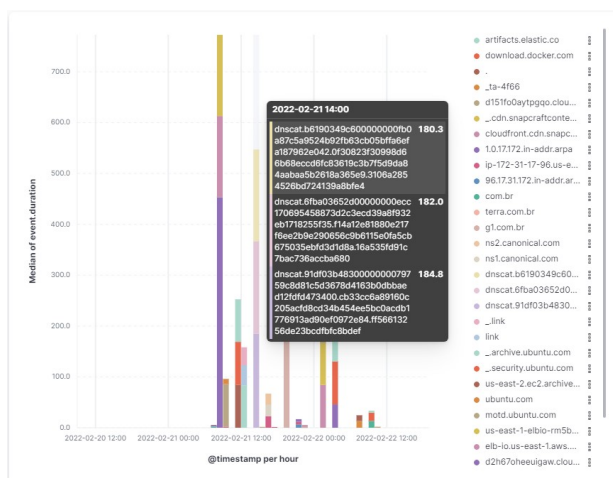 700.0
600.0
500.0
400.0
300.0
200.0
100.0
0.0
Median of event.duration
2022-02-20 12:00
2022-02-21 00:00
2022-02-21 12:00
2022-02-22 00:00
2022-02-22 12:00
@timestamp per hour
2022-02-21 14:00
dnscat.b6190349c600000000fb0 180.3
a87c5a9524b92fb63cb05bffa6ef
a187962e042.0f30823f30998d6
6b68eccd6fc83619c3b7f5d9da8
4aabaa5b2618a365e9.3106a285
4526bd724139a8bfe4
dnscat.6fba03652d00000000ecc 182.0
170695458873d2c3ecd39a8f932
eb1718255f35.f14a12e81880e217
f6ee2b9e290656c9b6115e0fa5cb
675035ebfd3d1d8a.16a535fd91c
7bac736accba680
dnscat.91df03b48300000000797 184.8
59c8d81c5d3678d4163b0dbbae
d12fdfd473400.cb33cc6a89160c
205acfd8cd34b454ee5bc0acdb1
776913ad90ef0972e84.ff566132
56de23bcdfbfc8bdef
artifacts.elastic.co
download.docker.com
.
_ta-4f66
d151fo0aytpgqo.clou...
_.cdn.snapcraftconte...
cloudfront.cdn.snapc...
1.0.17.172.in-addr.arpa
ip-172-31-17-96.us-e...
96.17.31.172.in-addr.ar...
com.br
terra.com.br
g1.com.br
ns2.canonical.com
ns1.canonical.com
dnscat.b6190349c60...
dnscat.6fba03652d0...
dnscat.91df03b4830...
_.link
link
_.archive.ubuntu.com
_.security.ubuntu.com
us-east-2.ec2.archive...
ubuntu.com
motd.ubuntu.com
us-east-1-elbio-rm5b...
elb-io.us-east-1.aws....
d2h67oheeuigaw.clou...